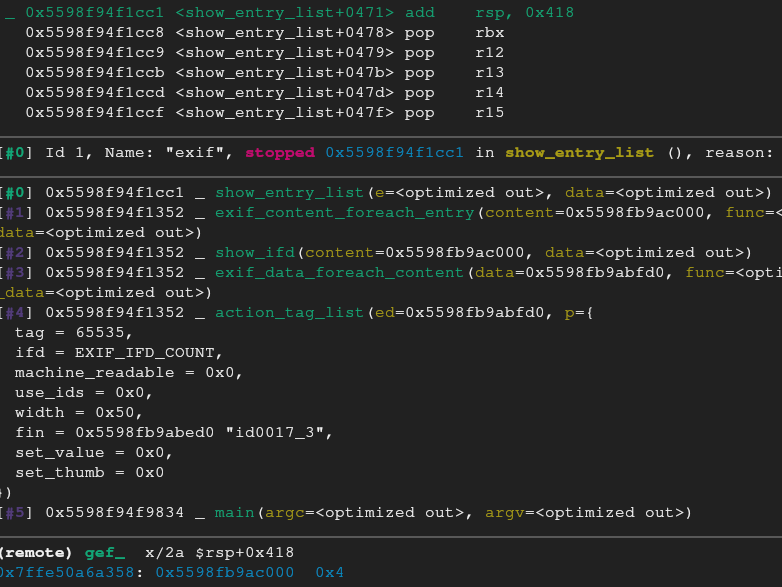 _ 0x5598f94f1cc1 <show_entry_list+0471> add    rsp, 0x418
0x5598f94f1cc8 <show_entry_list+0478> pop    rbx
0x5598f94f1cc9 <show_entry_list+0479> pop    r12
0x5598f94f1ccb <show_entry_list+047b> pop    r13
0x5598f94f1ccd <show_entry_list+047d> pop    r14
0x5598f94f1ccf <show_entry_list+047f> pop    r15
[#0] Id 1, Name: "exif", stopped 0x5598f94f1cc1 in show_entry_list (), reason:
[#0] 0x5598f94f1cc1 _ show_entry_list(e=<optimized out>, data=<optimized out>)
[#1] 0x5598f94f1352 _ exif_content_foreach_entry(content=0x5598fb9ac000, func=<
data=<optimized out>)
[#2] 0x5598f94f1352 _ show_ifd(content=0x5598fb9ac000, data=<optimized out>)
[#3] 0x5598f94f1352 _ exif_data_foreach_content(data=0x5598fb9abfd0, func=<opti
_data=<optimized out>)
[#4] 0x5598f94f1352 _ action_tag_list(ed=0x5598fb9abfd0, p={
tag = 65535,
ifd = EXIF_IFD_COUNT,
machine_readable = 0x0,
use_ids = 0x0,
width = 0x50,
fin = 0x5598fb9abed0 "id0017_3",
set_value = 0x0,
set_thumb = 0x0
})
[#5] 0x5598f94f9834 _ main(argc=<optimized out>, argv=<optimized out>)
(remote) gef_  x/2a $rsp+0x418
0x7ffe50a6a358: 0x5598fb9ac000  0x4